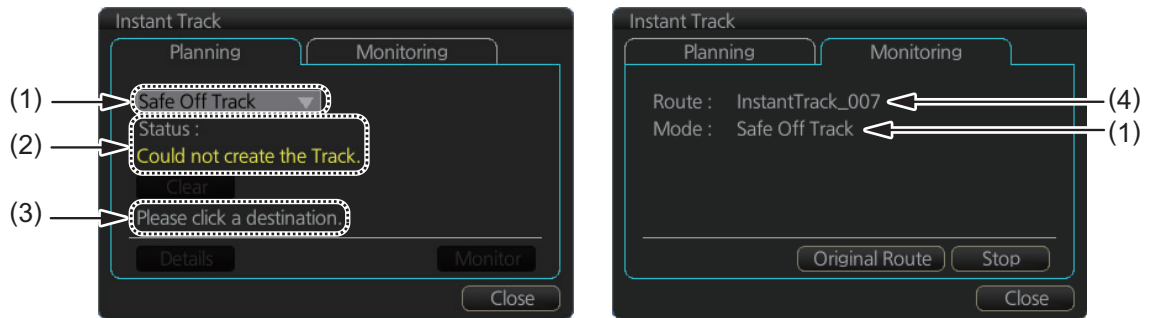 Instant Track
Planning
Monitoring
(1)
Safe Off Track
(2)
Status :
Could not create the Track.
Clear
(3)
Please click a destination.
Details
Monitor
Close
Instant Track
Planning
Monitoring
Route : InstantTrack_007
(4)
Mode : Safe Off Track
(1)
Original Route
Stop
Close